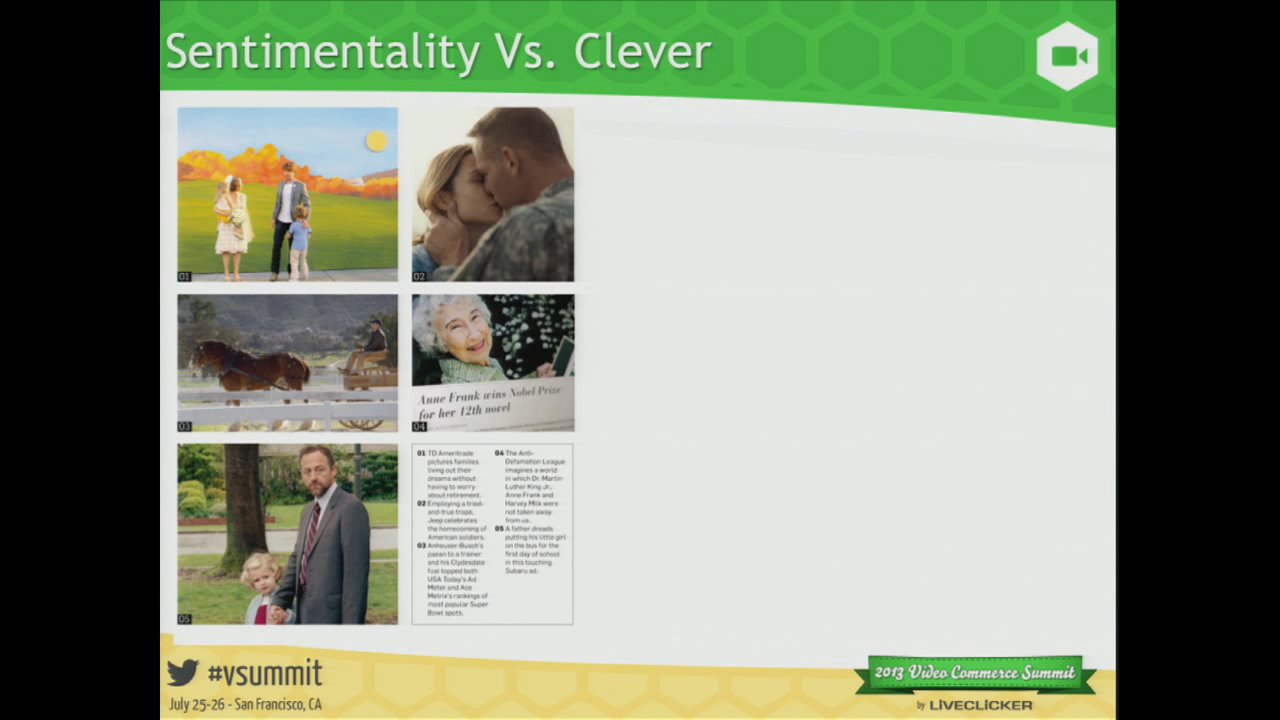 Sentimentality Vs. Clever
01
02
03
Anne Frank wins Nobel Prize
for her 12th novel
04
05
01 TD Ameritrade
pictures families
living out their
dreams without
having to worry
about retirement.
02 Employing a tried-
and-true trope,
Jeep celebrates
the homecoming of
American soldiers.
03 Anheuser-Busch's
paean to a trainer
and his Clydesdale
foal topped both
USA Today's Ad
Meter and Ace
Metrix's rankings of
most popular Super
Bowl spots.
04 The Anti-
Defamation League
imagines a world
in which Dr. Martin
Luther King Jr.,
Anne Frank and
Harvey Milk were
not taken away
from us.
05 A father dreads
putting his little girl
on the bus for the
first day of school
in this touching
Subaru ad.
#vsummit
July 25-26 - San Francisco, CA
2013 Video Commerce Summit
by LIVECLICKER